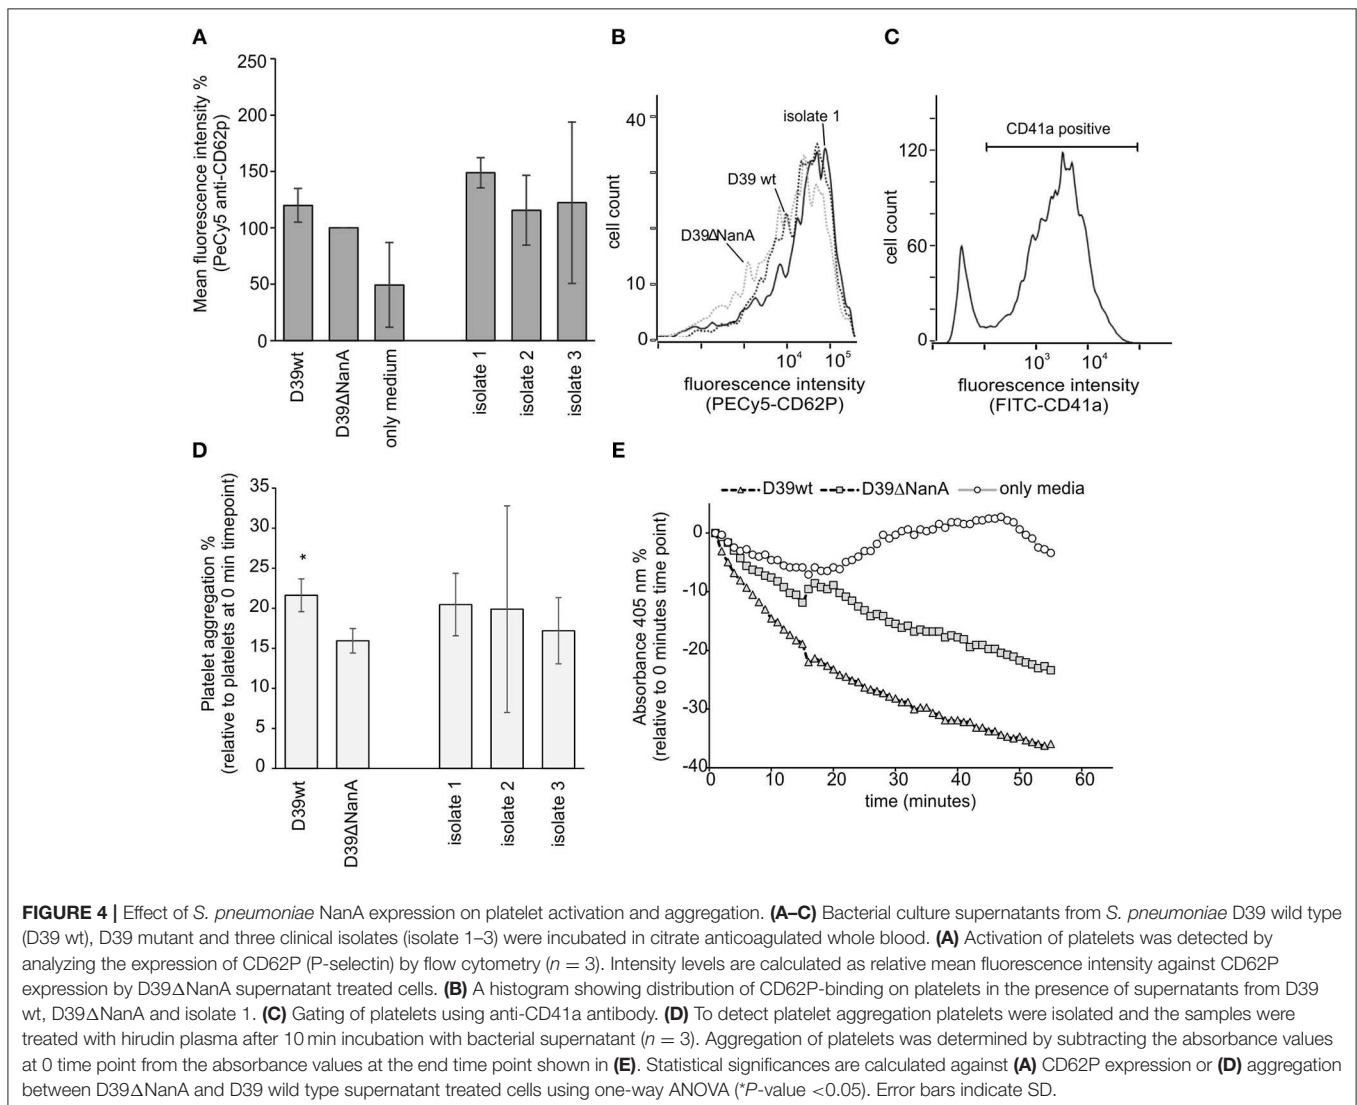 A
Mean fluorescence intensity %
(PeCy5 anti-CD62p)
250
200
150
100
50
0
D39wt
D39ΔNanA
only medium
isolate 1
isolate 2
isolate 3
B
cell count
40
10
0
isolate 1
D39 wt
D39ΔNanA
10⁴
10⁵
fluorescence intensity
(PECy5-CD62P)
C
cell count
120
60
0
CD41a positive
10³
10⁴
fluorescence intensity
(FITC-CD41a)
D
Platelet aggregation %
(relative to platelets at 0 min timepoint)
35
30
25
20
15
10
5
0
*
D39wt
D39ΔNanA
isolate 1
isolate 2
isolate 3
E
D39wt D39ΔNanA only media
Absorbance 405 nm %
(relative to 0 minutes time point)
0
-10
-20
-30
-40
0 10 20 30 40 50 60
time (minutes)
FIGURE 4 | Effect of S. pneumoniae NanA expression on platelet activation and aggregation. (A–C) Bacterial culture supernatants from S. pneumoniae D39 wild type
(D39 wt), D39 mutant and three clinical isolates (isolate 1–3) were incubated in citrate anticoagulated whole blood. (A) Activation of platelets was detected by
analyzing the expression of CD62P (P-selectin) by flow cytometry (n = 3). Intensity levels are calculated as relative mean fluorescence intensity against CD62P
expression by D39ΔNanA supernatant treated cells. (B) A histogram showing distribution of CD62P-binding on platelets in the presence of supernatants from D39
wt, D39ΔNanA and isolate 1. (C) Gating of platelets using anti-CD41a antibody. (D) To detect platelet aggregation platelets were isolated and the samples were
treated with hirudin plasma after 10 min incubation with bacterial supernatant (n = 3). Aggregation of platelets was determined by subtracting the absorbance values
at 0 time point from the absorbance values at the end time point shown in (E). Statistical significances are calculated against (A) CD62P expression or (D) aggregation
between D39ΔNanA and D39 wild type supernatant treated cells using one-way ANOVA (*P-value <0.05). Error bars indicate SD.